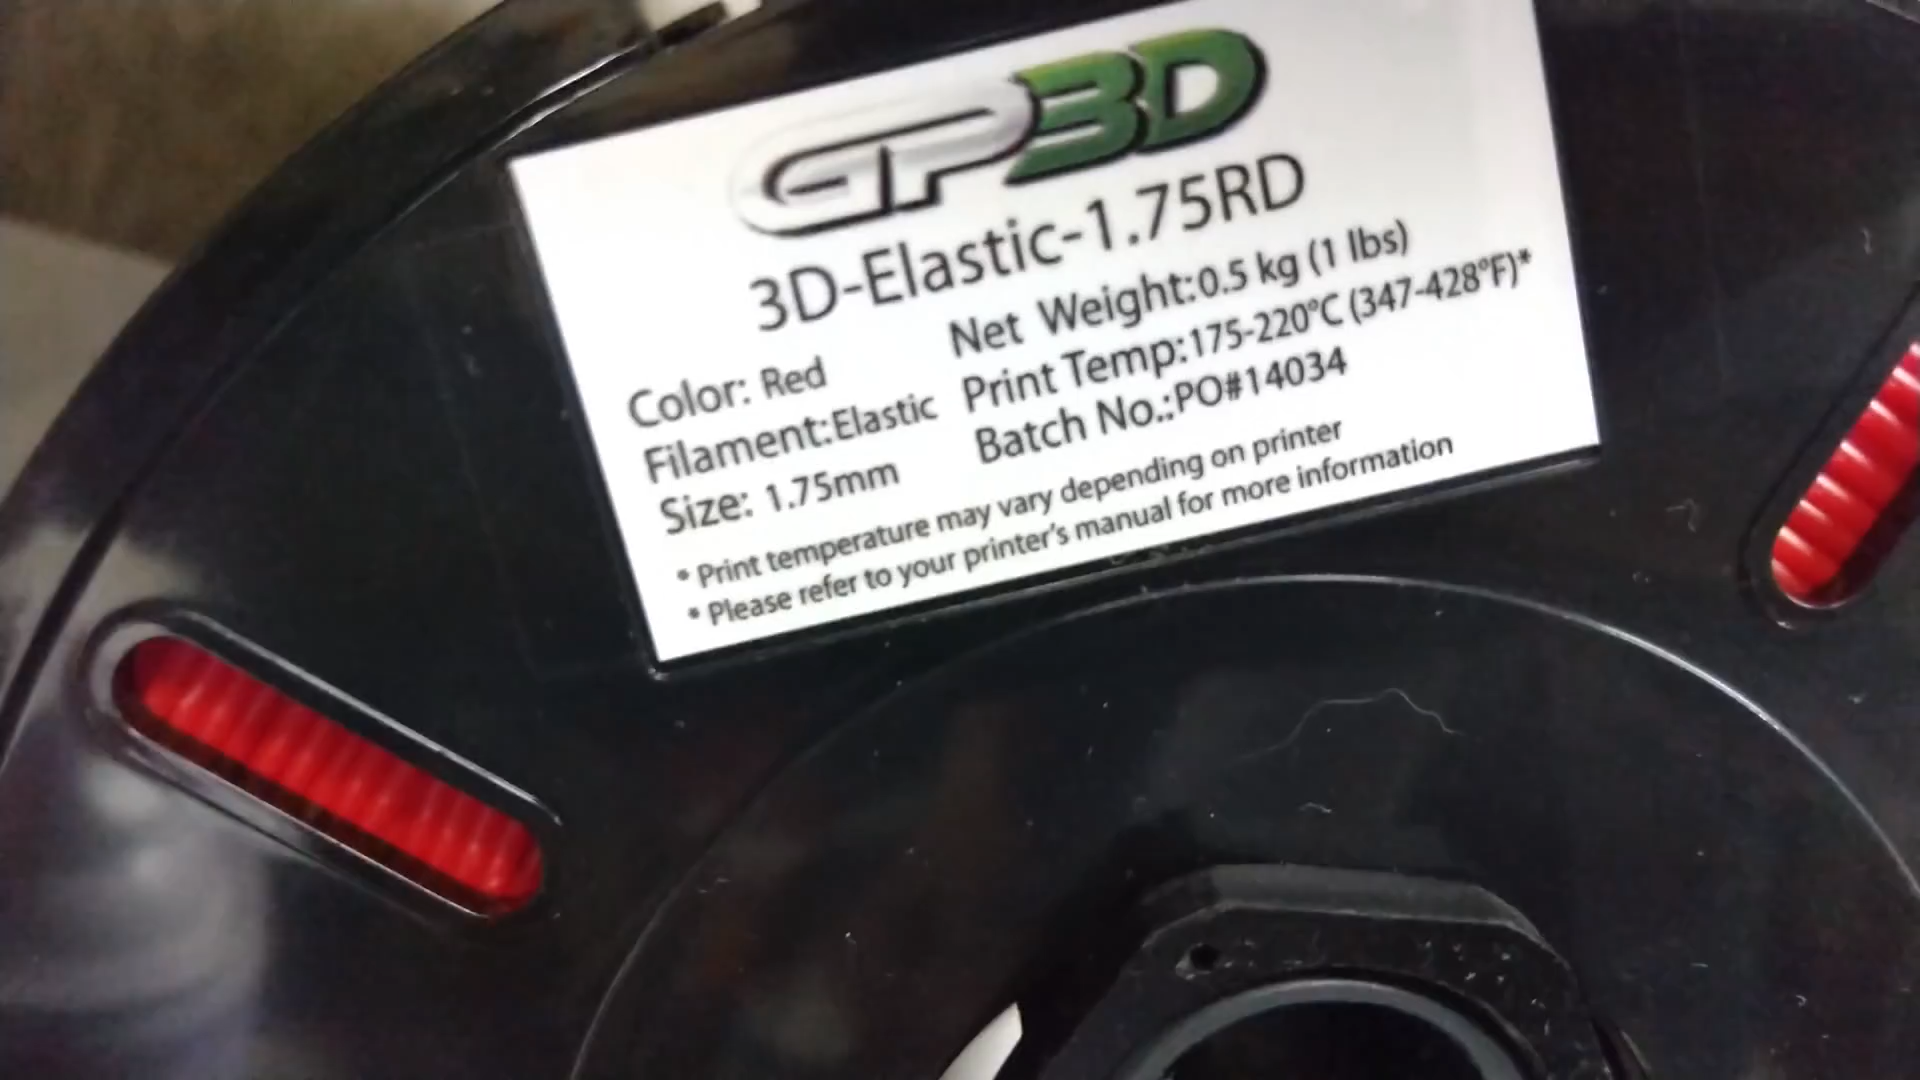 GP3D
3D-Elastic-1.75RD
Color: Red
Net Weight:0.5 kg (1 lbs)
Filament:Elastic
Print Temp:175-220°C (347-428°F)*
Size: 1.75mm
Batch No.:PO#14034
* Print temperature may vary depending on printer
* Please refer to your printer's manual for more information